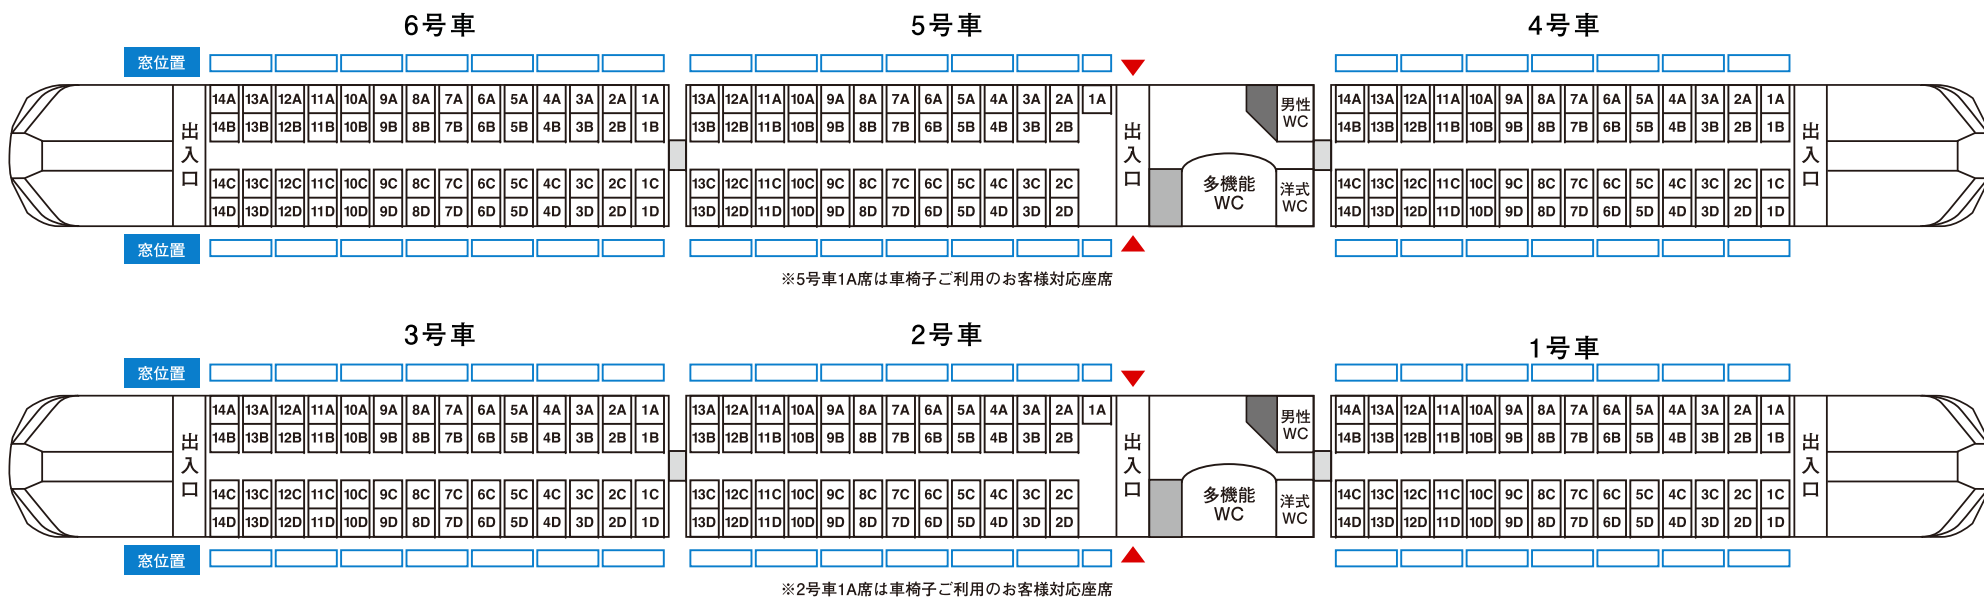 6号車 5号車 4号車
窓位置
14A 13A 12A 11A 10A 9A 8A 7A 6A 5A 4A 3A 2A 1A 13A 12A 11A 10A 9A 8A 7A 6A 5A 4A 3A 2A 1A 男性 14A 13A 12A 11A 10A 9A 8A 7A 6A 5A 4A 3A 2A 1A
14B 13B 12B 11B 10B 9B 8B 7B 6B 5B 4B 3B 2B 1B 13B 12B 11B 10B 9B 8B 7B 6B 5B 4B 3B 2B WC 14B 13B 12B 11B 10B 9B 8B 7B 6B 5B 4B 3B 2B 1B
出入口 出入口 出入口
14C 13C 12C 11C 10C 9C 8C 7C 6C 5C 4C 3C 2C 1C 13C 12C 11C 10C 9C 8C 7C 6C 5C 4C 3C 2C 多機能 洋式 14C 13C 12C 11C 10C 9C 8C 7C 6C 5C 4C 3C 2C 1C
14D 13D 12D 11D 10D 9D 8D 7D 6D 5D 4D 3D 2D 1D 13D 12D 11D 10D 9D 8D 7D 6D 5D 4D 3D 2D WC WC 14D 13D 12D 11D 10D 9D 8D 7D 6D 5D 4D 3D 2D 1D
窓位置
※5号車1A席は車椅子ご利用のお客様対応座席
3号車 2号車 1号車
窓位置
14A 13A 12A 11A 10A 9A 8A 7A 6A 5A 4A 3A 2A 1A 13A 12A 11A 10A 9A 8A 7A 6A 5A 4A 3A 2A 1A 男性 14A 13A 12A 11A 10A 9A 8A 7A 6A 5A 4A 3A 2A 1A
14B 13B 12B 11B 10B 9B 8B 7B 6B 5B 4B 3B 2B 1B 13B 12B 11B 10B 9B 8B 7B 6B 5B 4B 3B 2B WC 14B 13B 12B 11B 10B 9B 8B 7B 6B 5B 4B 3B 2B 1B
出入口 出入口 出入口
14C 13C 12C 11C 10C 9C 8C 7C 6C 5C 4C 3C 2C 1C 13C 12C 11C 10C 9C 8C 7C 6C 5C 4C 3C 2C 多機能 洋式 14C 13C 12C 11C 10C 9C 8C 7C 6C 5C 4C 3C 2C 1C
14D 13D 12D 11D 10D 9D 8D 7D 6D 5D 4D 3D 2D 1D 13D 12D 11D 10D 9D 8D 7D 6D 5D 4D 3D 2D WC WC 14D 13D 12D 11D 10D 9D 8D 7D 6D 5D 4D 3D 2D 1D
窓位置
※2号車1A席は車椅子ご利用のお客様対応座席